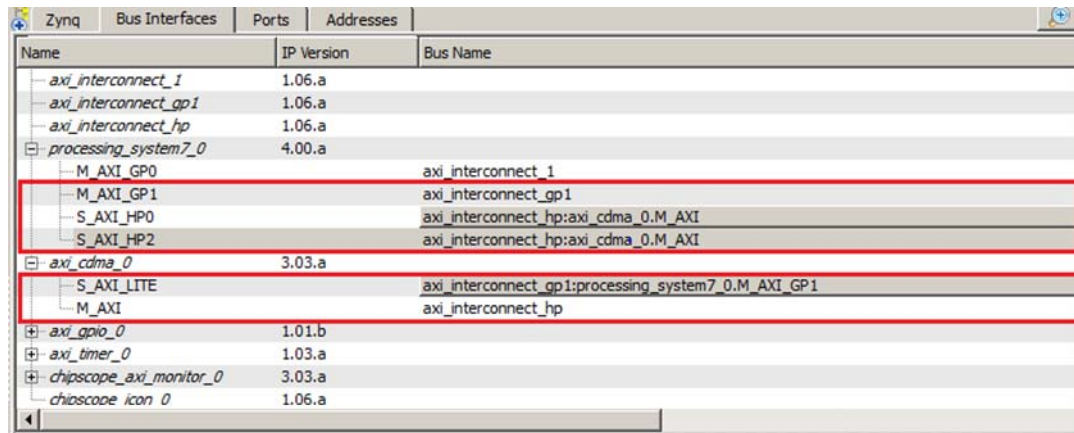 Zynq Bus Interfaces Ports Addresses
Name IP Version Bus Name
axi_interconnect_1 1.06.a
axi_interconnect_gp1 1.06.a
axi_interconnect_hp 1.06.a
processing_system7_0 4.00.a
M_AXI_GP0 axi_interconnect_1
M_AXI_GP1 axi_interconnect_gp1
S_AXI_HP0 axi_interconnect_hp:axi_cdma_0.M_AXI
S_AXI_HP2 axi_interconnect_hp:axi_cdma_0.M_AXI
axi_cdma_0 3.03.a
S_AXI_LITE axi_interconnect_gp1:processing_system7_0.M_AXI_GP1
M_AXI axi_interconnect_hp
axi_gpio_0 1.01.b
axi_timer_0 1.03.a
chipscope_axi_monitor_0 3.03.a
chipscope_icon_0 1.06.a